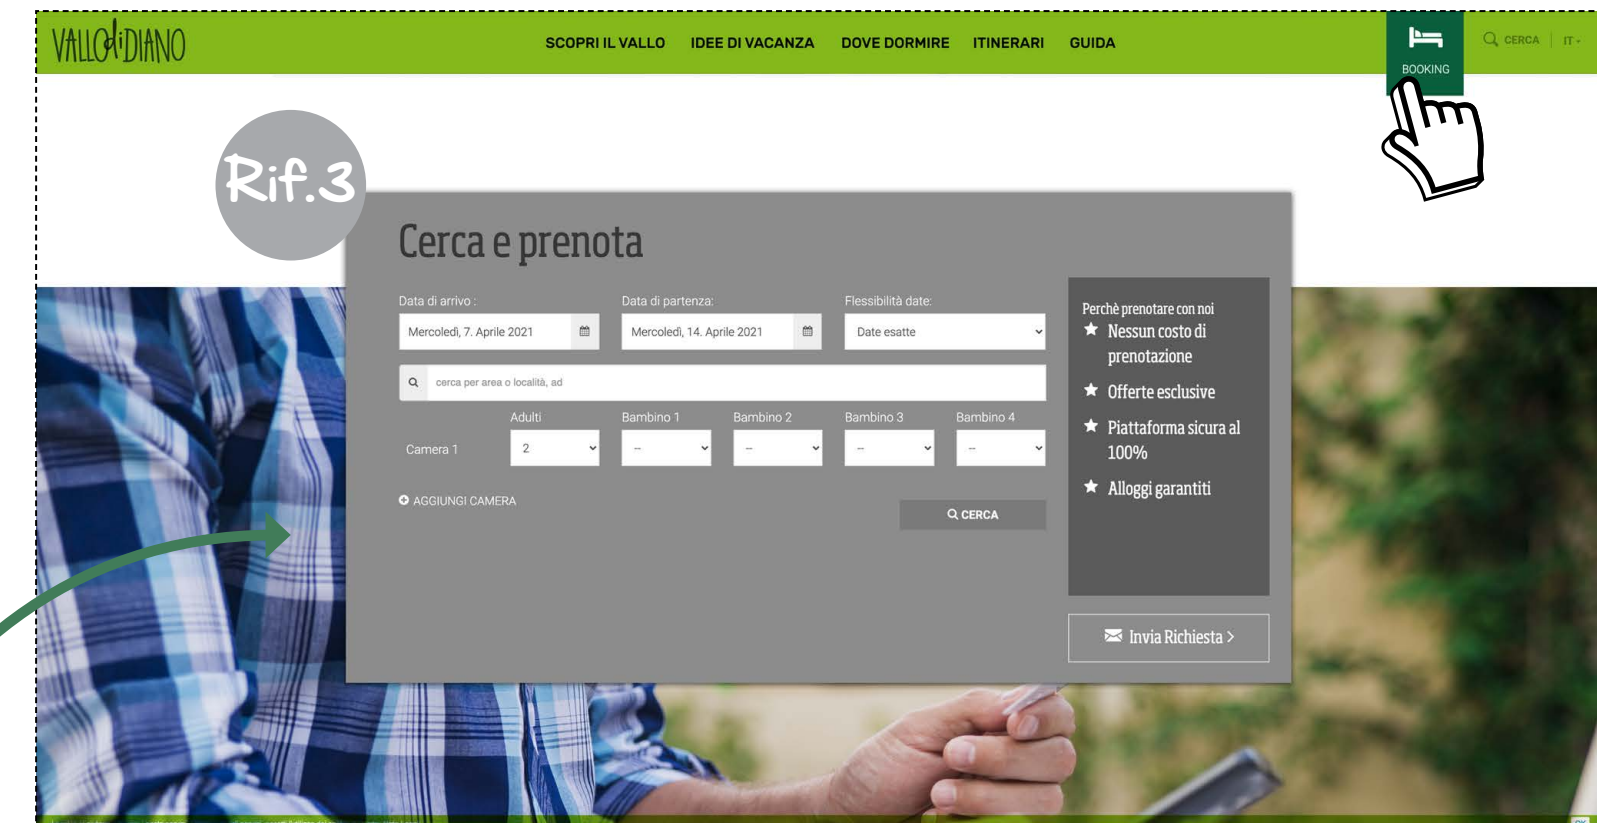 VALLOdiDIANO
SCOPRI IL VALLO IDEE DI VACANZA DOVE DORMIRE ITINERARI GUIDA
BOOKING
CERCA IT
Rif.3
Cerca e prenota
Data di arrivo : Data di partenza: Flessibilità date:
Mercoledì, 7. Aprile 2021 Mercoledì, 14. Aprile 2021 Date esatte
cerca per area o località, ad
Adulti Bambino 1 Bambino 2 Bambino 3 Bambino 4
Camera 1 2 -- -- -- --
AGGIUNGI CAMERA
CERCA
Perchè prenotare con noi
Nessun costo di
prenotazione
Offerte esclusive
Piattaforma sicura al
100%
Alloggi garantiti
Invia Richiesta >
OK